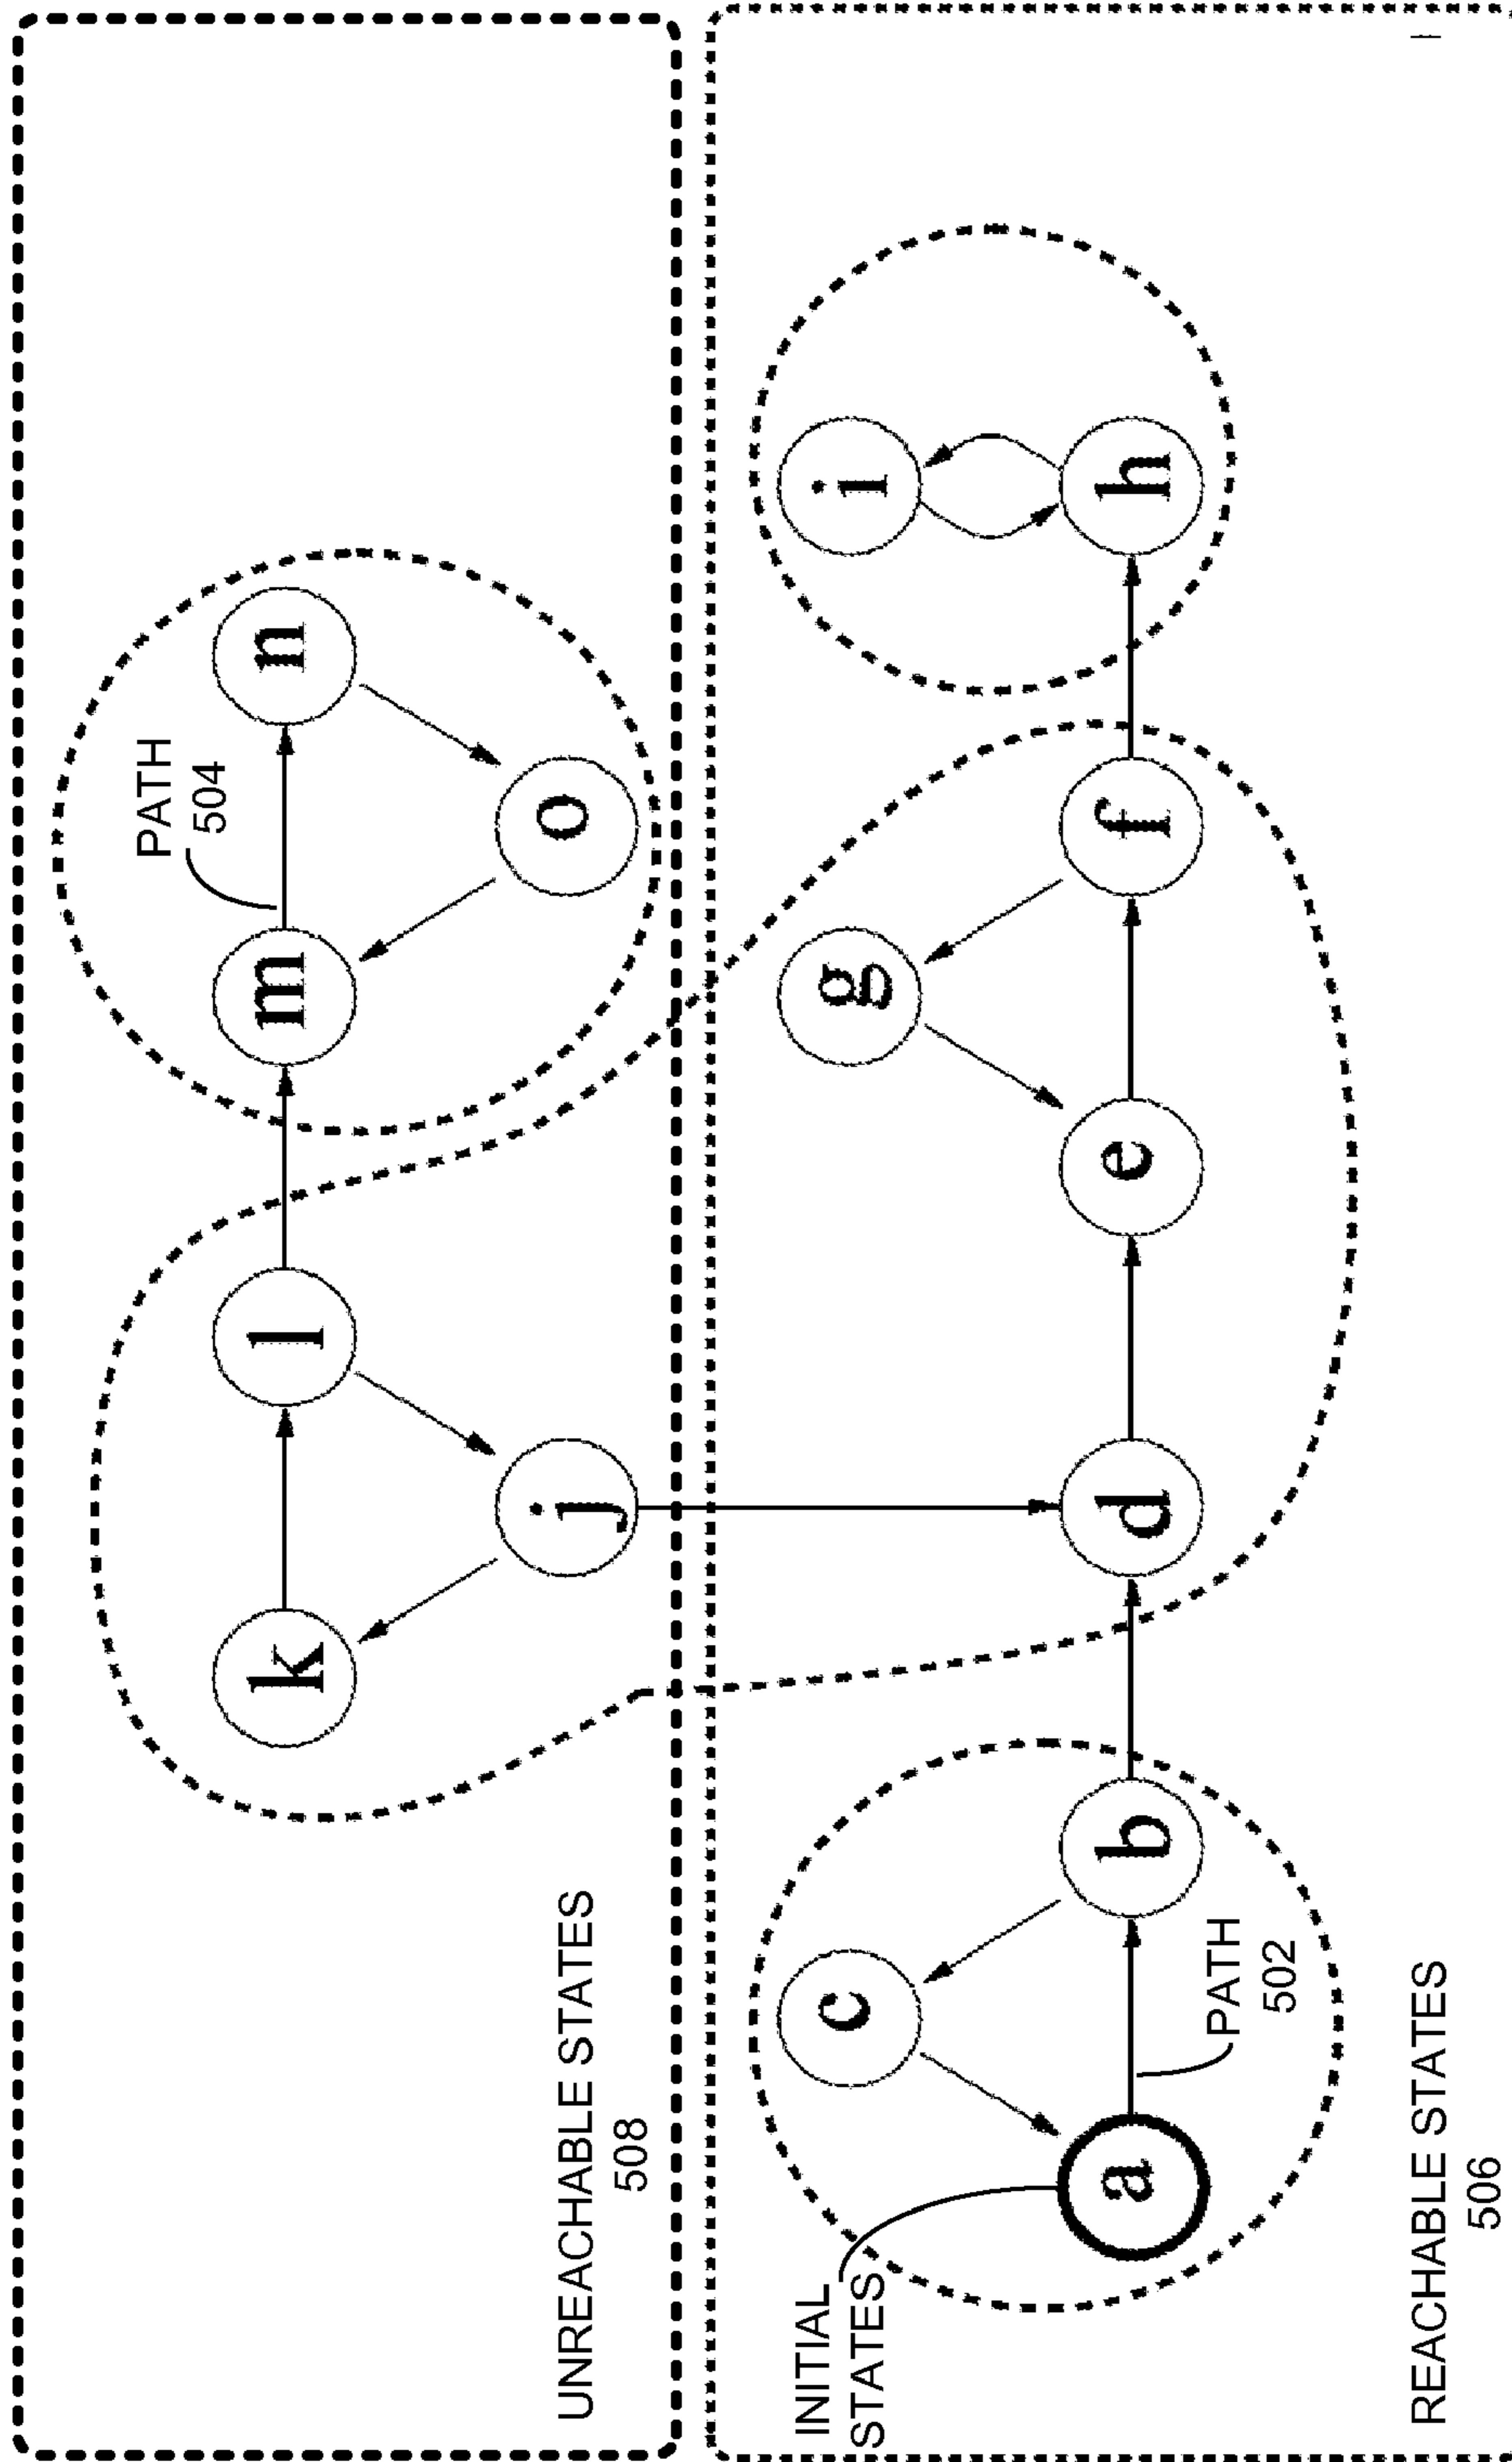 PATH
504
k
l
m
n
j
o
UNREACHABLE STATES
508
INITIAL
STATES
c
g
i
a
b
d
e
f
h
PATH
502
REACHABLE STATES
506